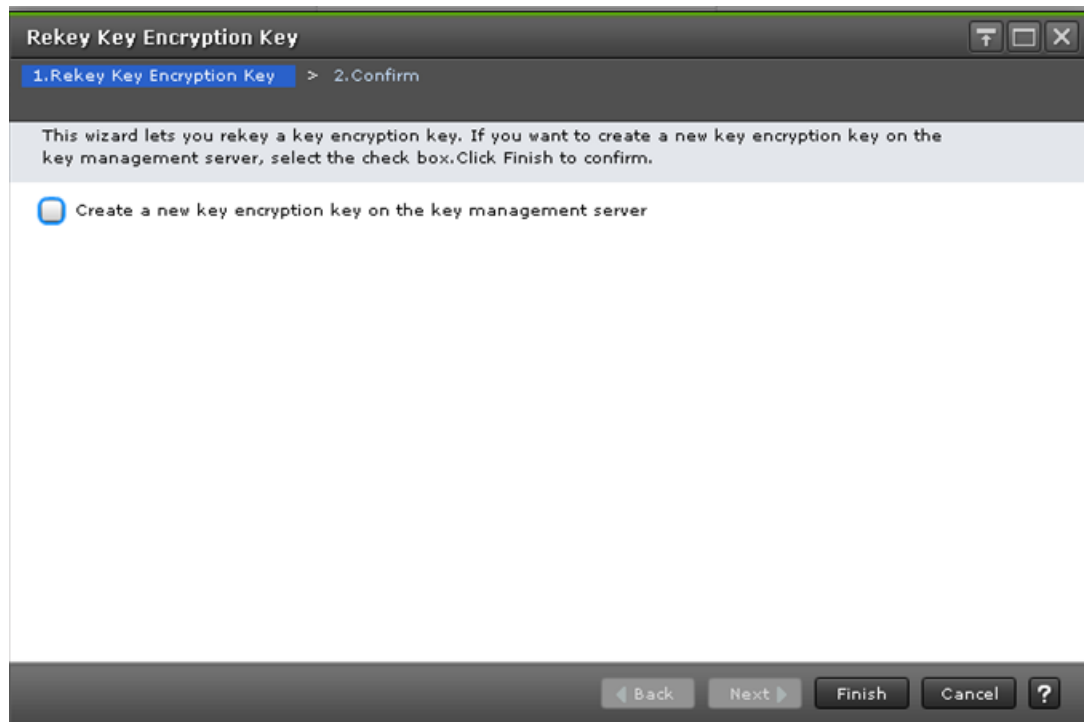 Rekey Key Encryption Key
1.Rekey Key Encryption Key > 2.Confirm
This wizard lets you rekey a key encryption key. If you want to create a new key encryption key on the
key management server, select the check box.Click Finish to confirm.
Create a new key encryption key on the key management server
Back Next Finish Cancel ?